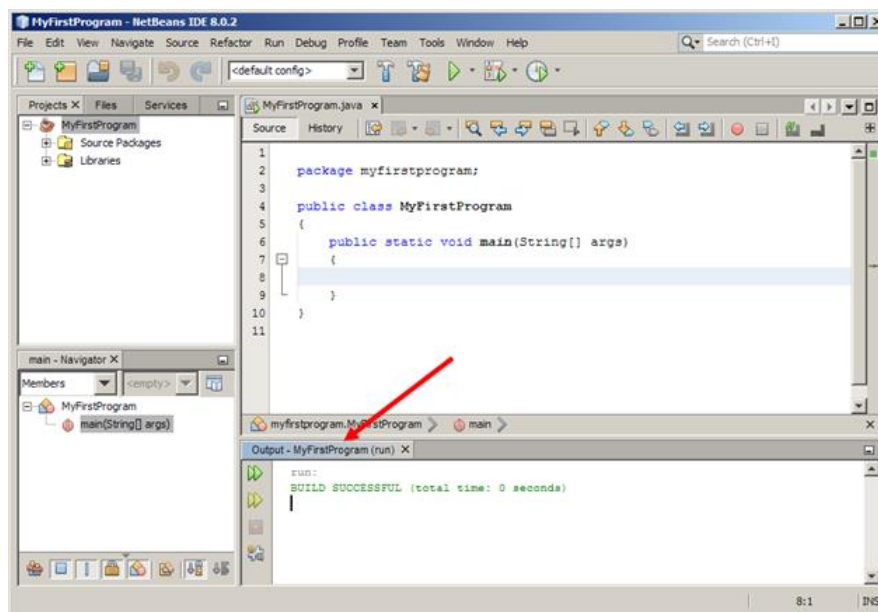 MyFirstProgram - NetBeans IDE 8.0.2
File Edit View Navigate Source Refactor Run Debug Profile Team Tools Window Help
Search (Ctrl+I)
<default config>
Projects X Files Services
MyFirstProgram
Source Packages
Libraries
MyFirstProgram.java x
Source History
1
2 package myfirstprogram;
3
4 public class MyFirstProgram
5 {
6 public static void main(String[] args)
7 {
8
9 }
10 }
11
main - Navigator X
Members <empty>
MyFirstProgram
main(String[] args)
myfirstprogram.MyFirstProgram main
Output - MyFirstProgram (run) X
run:
BUILD SUCCESSFUL (total time: 0 seconds)
8:1 INS